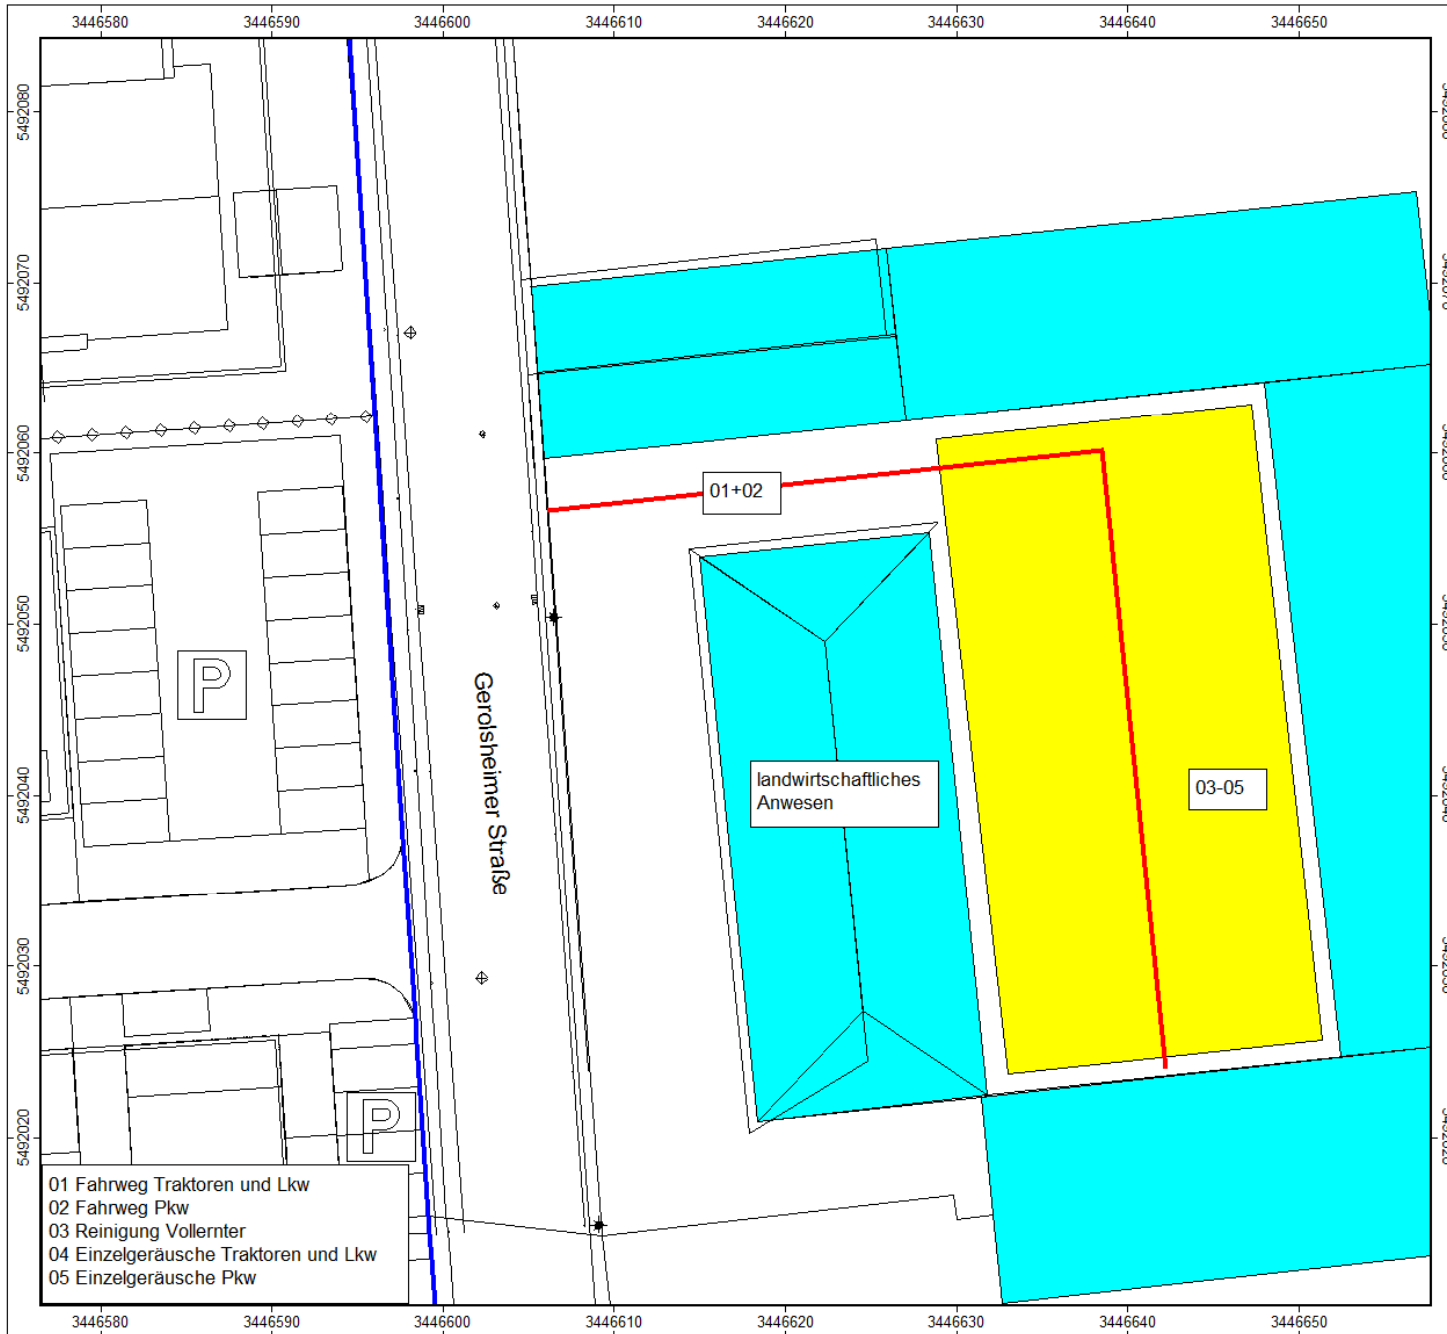 3446580 3446590 3446600 3446610 3446620 3446630 3446640 3446650
5492080
5492070
5492060
5492050
5492040
5492030
5492020
01+02
P
Gerolsheimer Straße
landwirtschaftliches
Anwesen
03-05
P
01 Fahrweg Traktoren und Lkw
02 Fahrweg Pkw
03 Reinigung Vollernter
04 Einzelgeräusche Traktoren und Lkw
05 Einzelgeräusche Pkw
3446580 3446590 3446600 3446610 3446620 3446630 3446640 3446650